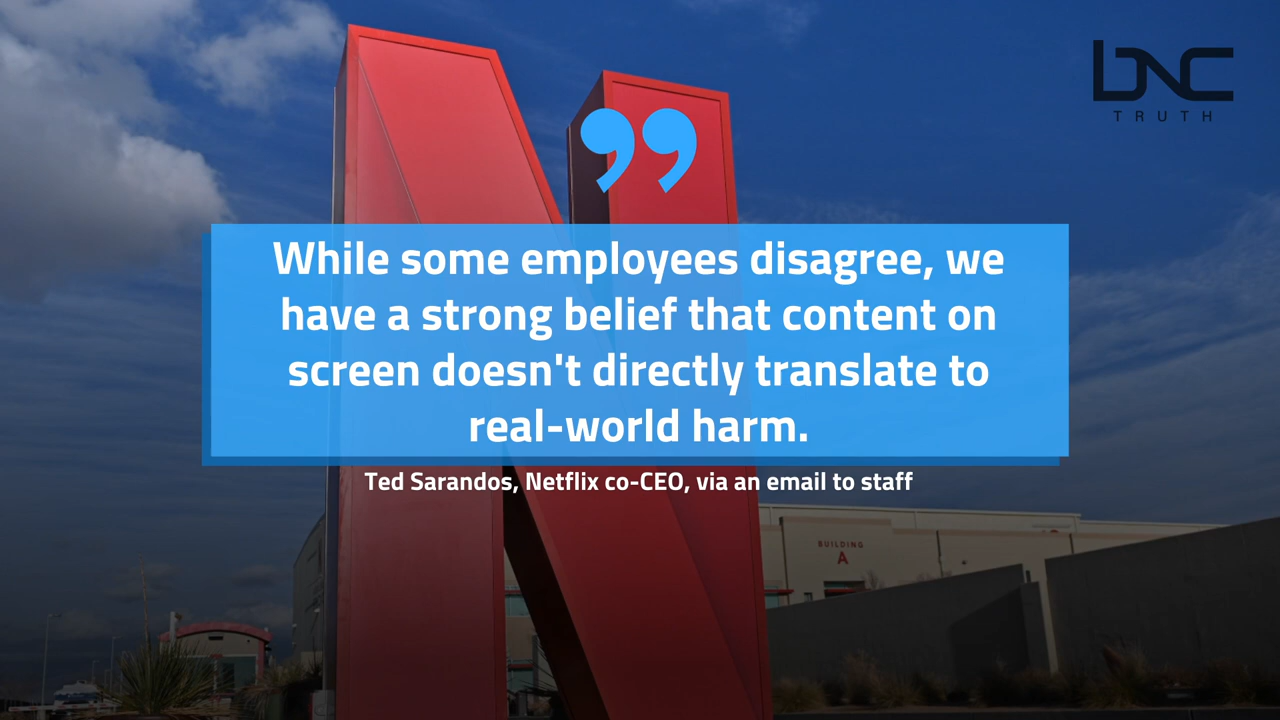 bNC
TRUTH
”
While some employees disagree, we
have a strong belief that content on
screen doesn't directly translate to
real-world harm.
Ted Sarandos, Netflix co-CEO, via an email to staff
BUILDING
A